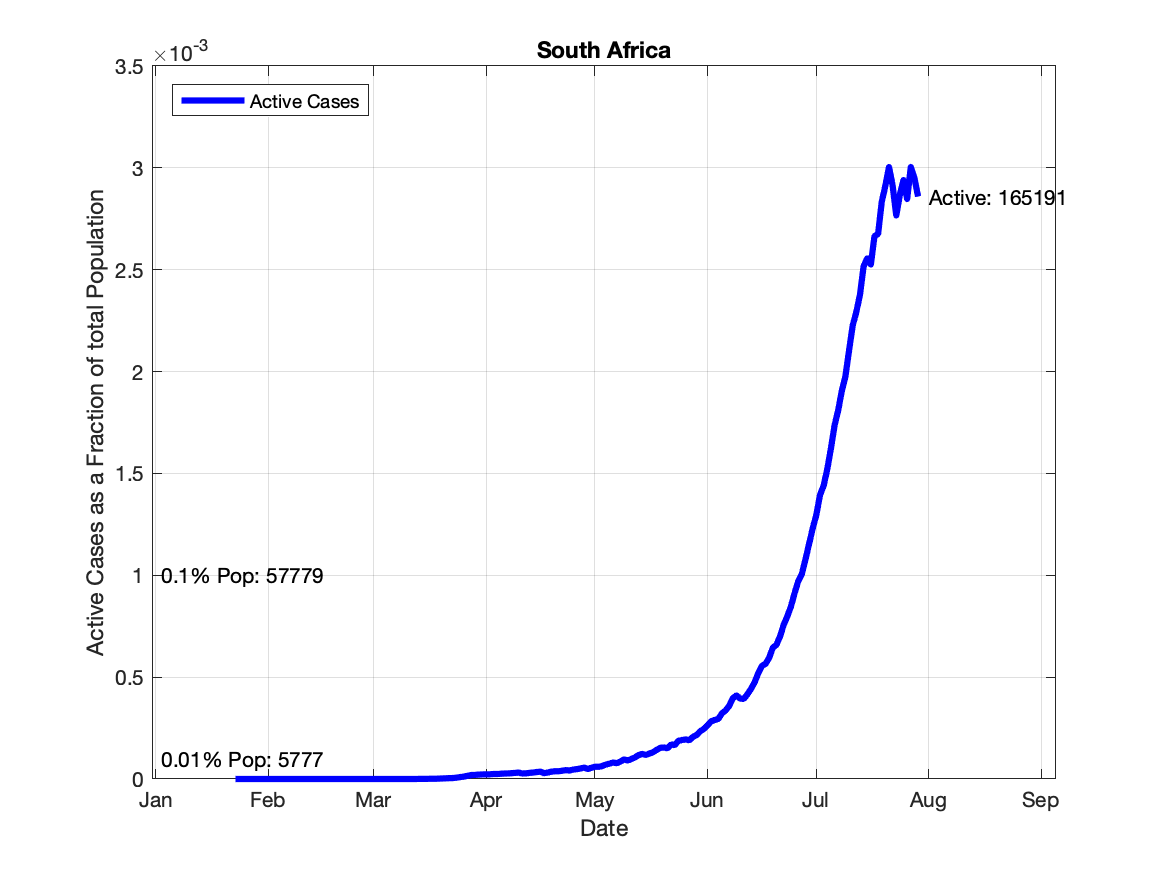 South Africa
×10-3
3.5
3
2.5
2
1.5
1
0.5
0
Active Cases as a Fraction of total Population
Active Cases
Active: 165191
0.1% Pop: 57779
0.01% Pop: 5777
Jan Feb Mar Apr May Jun Jul Aug Sep
Date